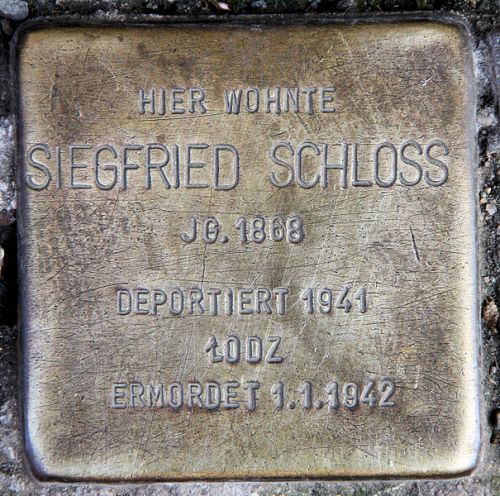 HIER WOHNTE
SIEGFRIED SCHLOSS
JG. 1868
DEPORTIERT 1941
ŁODZ
ERMORDET 1.1.1942